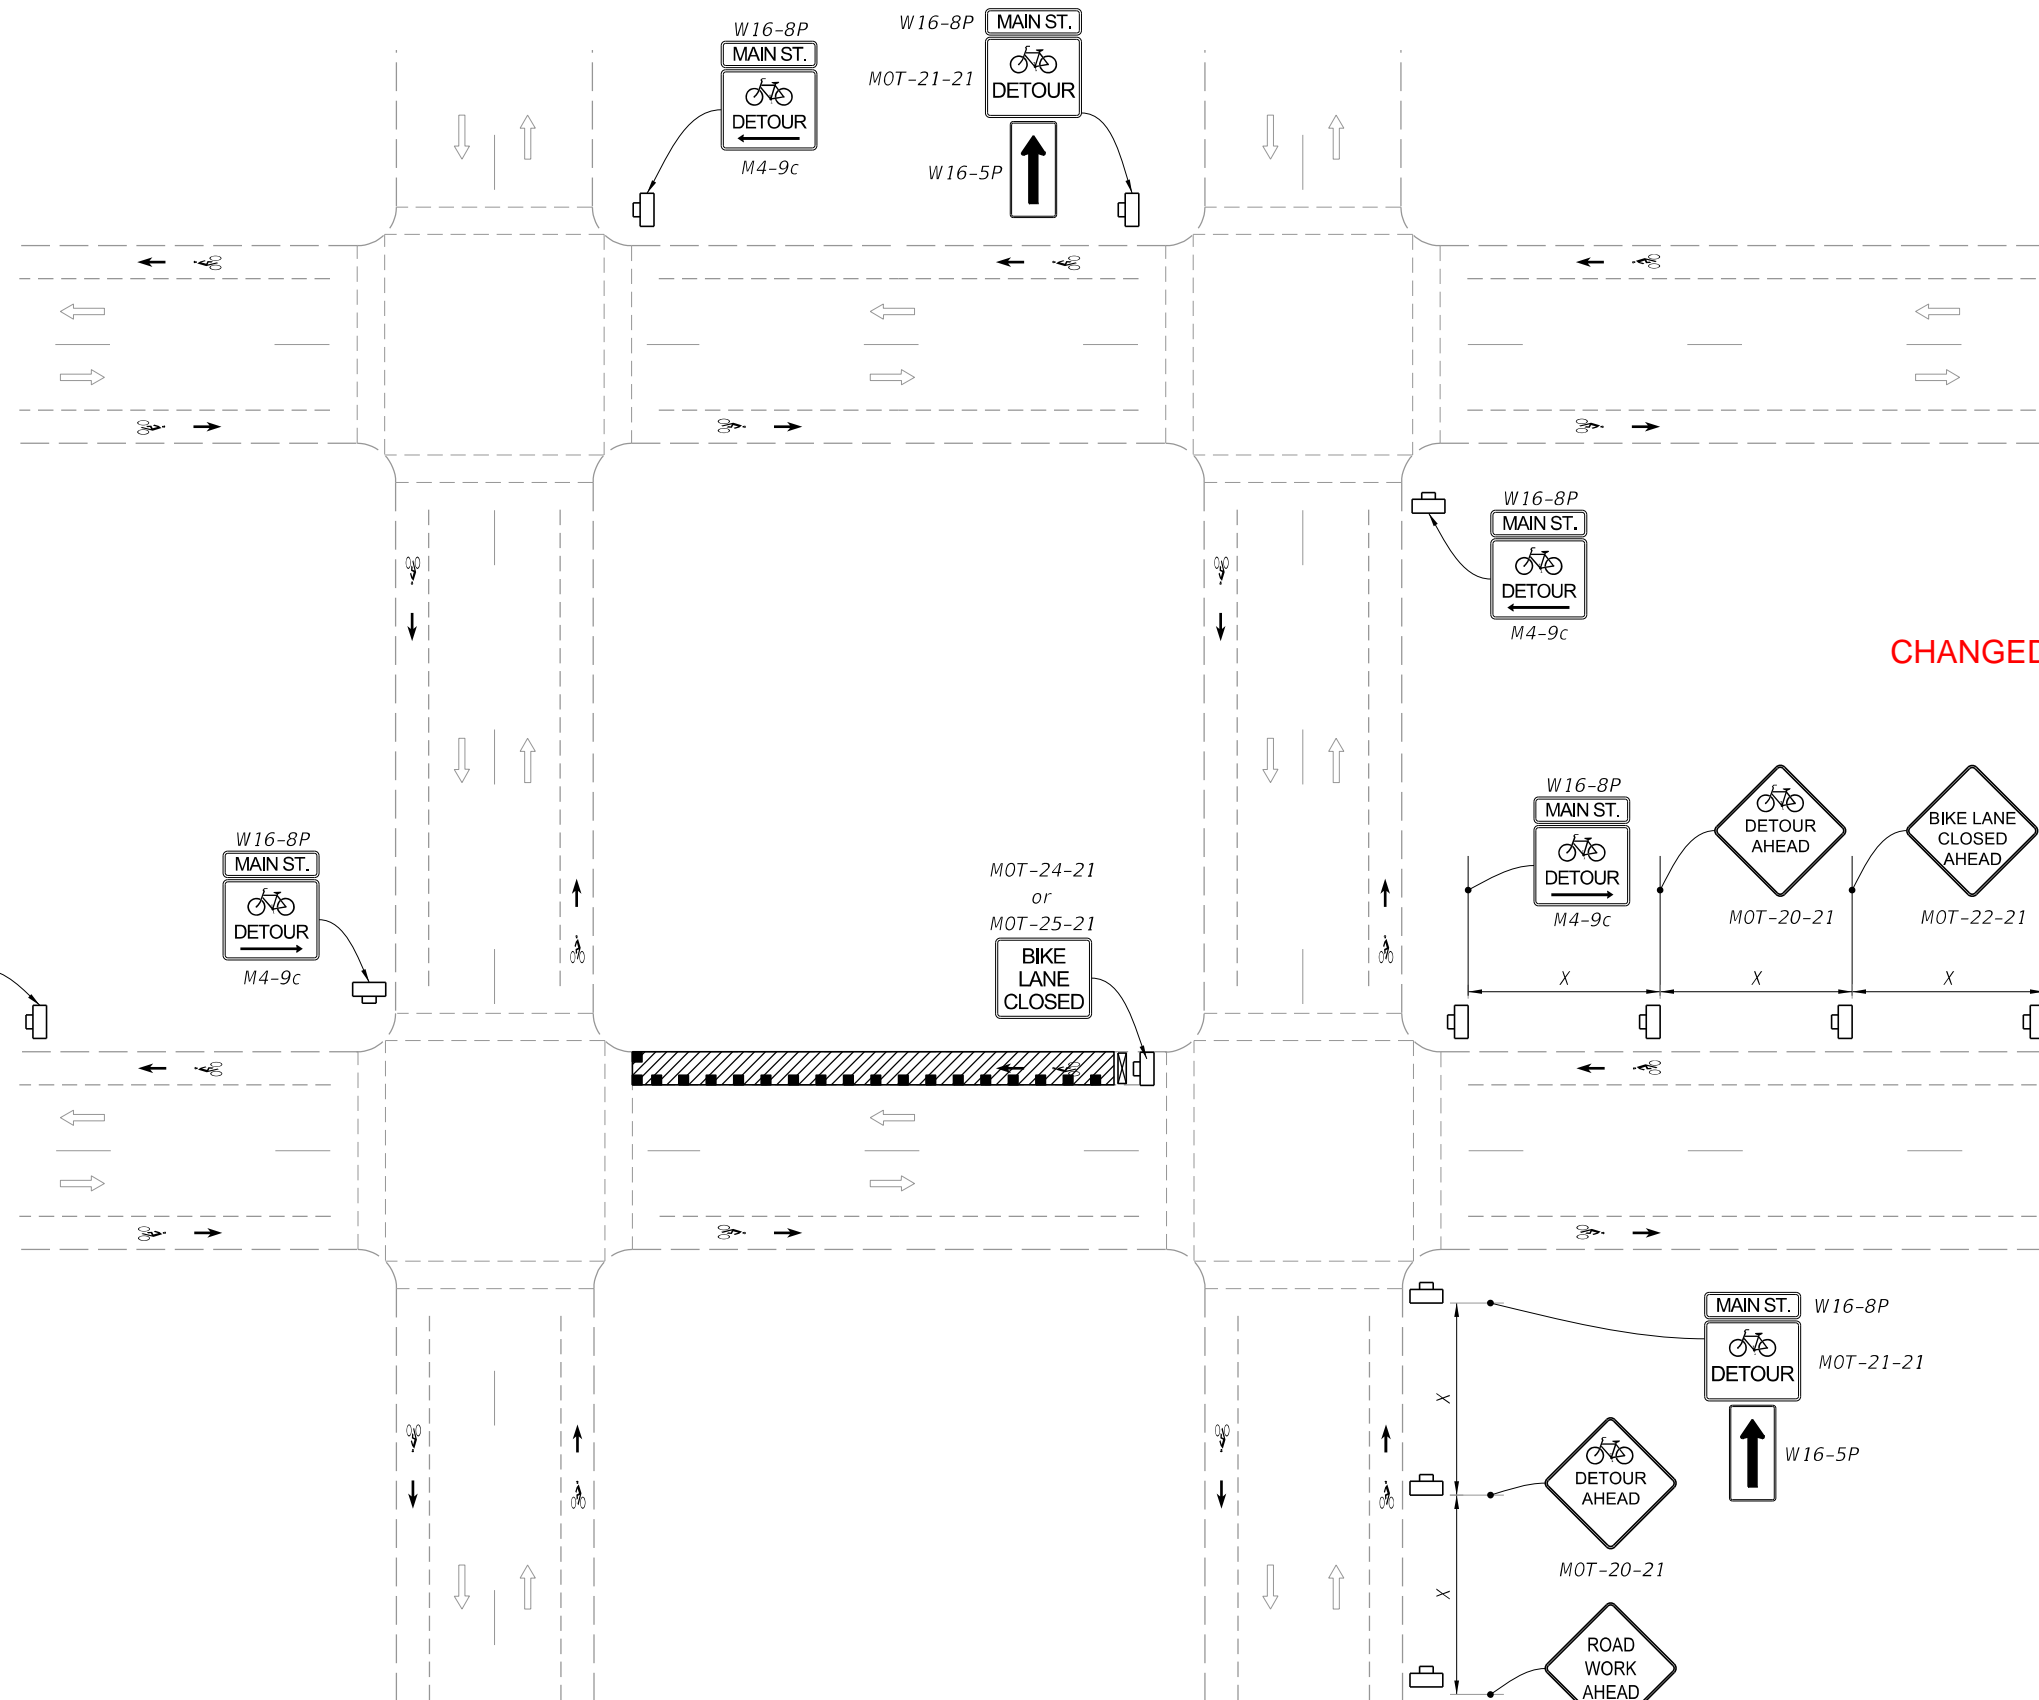 W16-8P
MAIN ST.
DETOUR
M4-9c
W16-8P
MAIN ST.
MOT-21-21
DETOUR
W16-5P
W16-8P
MAIN ST.
DETOUR
M4-9c
CHANGED
W16-8P
MAIN ST.
DETOUR
M4-9c
DETOUR
AHEAD
MOT-20-21
BIKE LANE
CLOSED
AHEAD
MOT-22-21
X
X
X
W16-8P
MAIN ST.
DETOUR
M4-9c
MOT-24-21
or
MOT-25-21
BIKE
LANE
CLOSED
MAIN ST.
W16-8P
DETOUR
MOT-21-21
W16-5P
X
DETOUR
AHEAD
MOT-20-21
X
ROAD
WORK
AHEAD